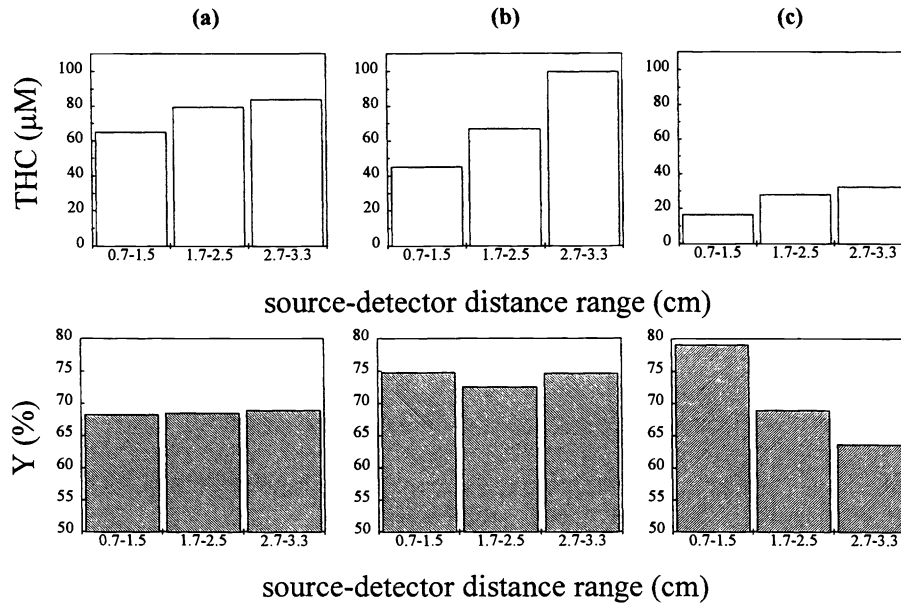 (a) (b) (c)
THC (μM)
100 100 100
80 80 80
60 60 60
40 40 40
20 20 20
0 0 0
0.7-1.5 1.7-2.5 2.7-3.3 0.7-1.5 1.7-2.5 2.7-3.3 0.7-1.5 1.7-2.5 2.7-3.3
source-detector distance range (cm)
Y (%)
80 80 80
75 75 75
70 70 70
65 65 65
60 60 60
55 55 55
50 50 50
0.7-1.5 1.7-2.5 2.7-3.3 0.7-1.5 1.7-2.5 2.7-3.3 0.7-1.5 1.7-2.5 2.7-3.3
source-detector distance range (cm)